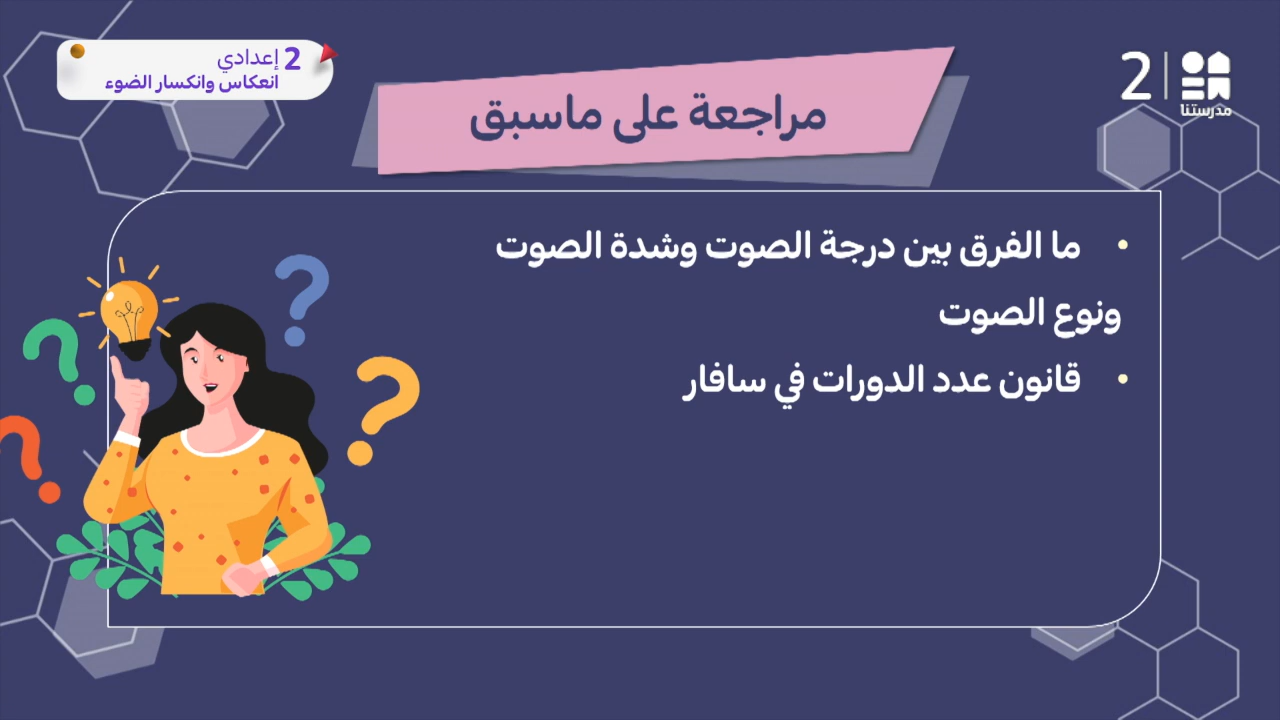 2 إعدادي
انعكاس وانكسار الضوء
2
مدرستنا
مراجعة على ماسبق
• ما الفرق بين درجة الصوت وشدة الصوت
ونوع الصوت
• قانون عدد الدورات في سافار